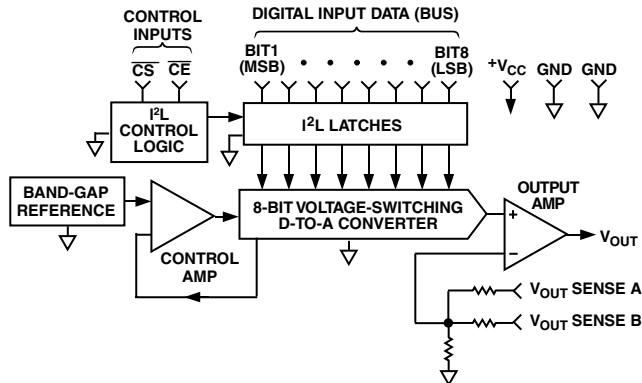 CONTROL
INPUTS
DIGITAL INPUT DATA (BUS)
CS CE
BIT1
(MSB)
BIT8
(LSB)
+VCC GND GND
I²L
CONTROL
LOGIC
I²L LATCHES
BAND-GAP
REFERENCE
CONTROL
AMP
8-BIT VOLTAGE-SWITCHING
D-TO-A CONVERTER
OUTPUT
AMP
+
–
VOUT
VOUT SENSE A
VOUT SENSE B